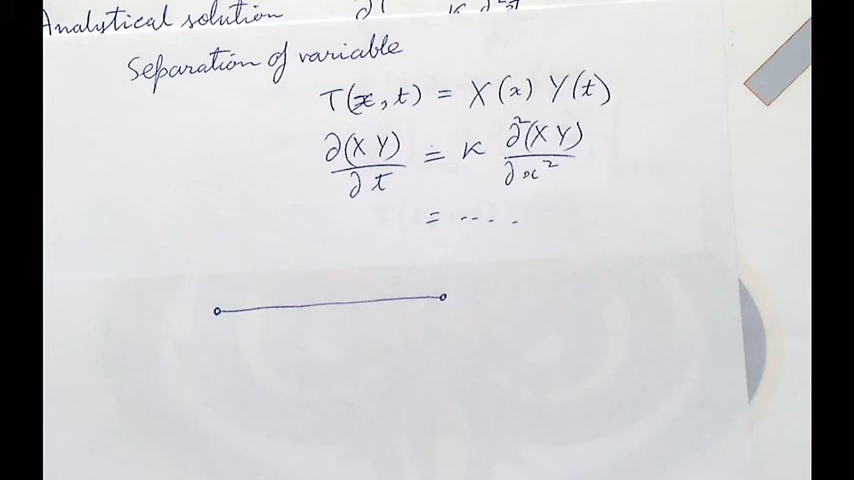 Analytical solution
Separation of variable
T(x, t) = X(x) Y(t)
∂(X Y)/∂t = K ∂²(X Y)/∂x²
= ....